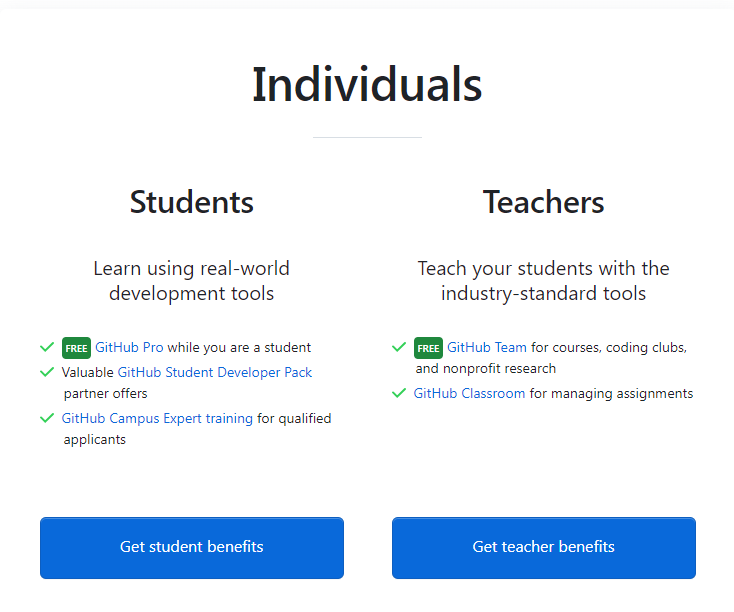 Individuals
Students
Learn using real-world
development tools
FREE GitHub Pro while you are a student
Valuable GitHub Student Developer Pack
partner offers
GitHub Campus Expert training for qualified
applicants
Get student benefits
Teachers
Teach your students with the
industry-standard tools
FREE GitHub Team for courses, coding clubs,
and nonprofit research
GitHub Classroom for managing assignments
Get teacher benefits